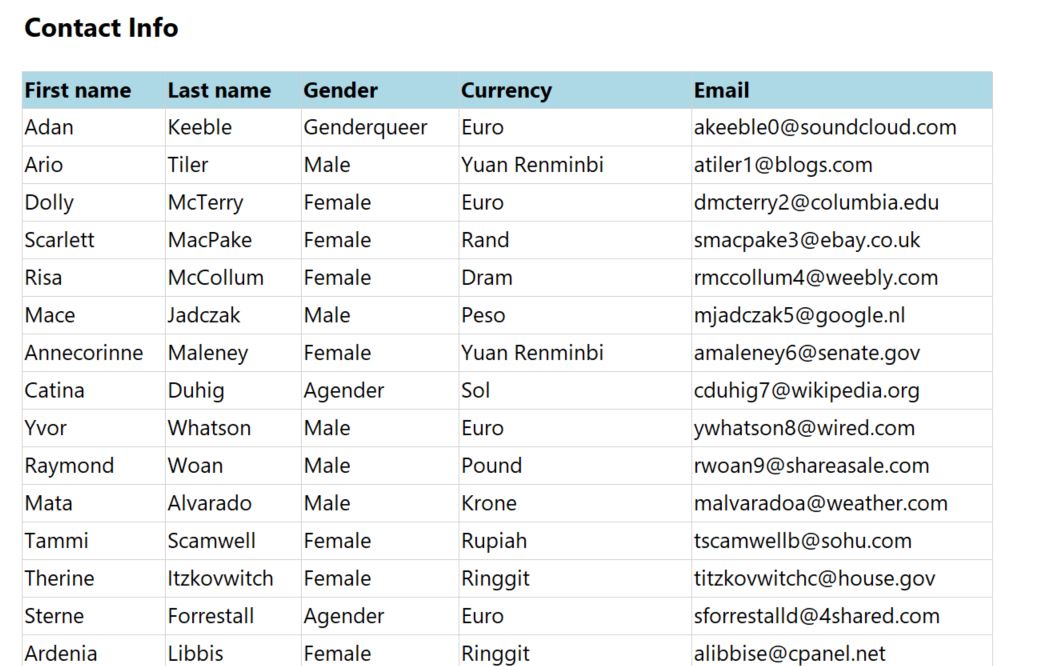 Contact Info
First name Last name Gender Currency Email
Adan Keeble Genderqueer Euro akeeble0@soundcloud.com
Ario Tiler Male Yuan Renminbi atiler1@blogs.com
Dolly McTerry Female Euro dmcterry2@columbia.edu
Scarlett MacPake Female Rand smacpake3@ebay.co.uk
Risa McCollum Female Dram rmccollum4@weebly.com
Mace Jadczak Male Peso mjadczak5@google.nl
Annecorinne Maleney Female Yuan Renminbi amaleney6@senate.gov
Catina Duhig Agender Sol cduhig7@wikipedia.org
Yvor Whatson Male Euro ywhatson8@wired.com
Raymond Woan Male Pound rwoan9@shareasale.com
Mata Alvarado Male Krone malvaradoa@weather.com
Tammi Scamwell Female Rupiah tscamwellb@sohu.com
Therine Itzkovwitch Female Ringgit titzkovwitchc@house.gov
Sterne Forrestall Agender Euro sforrestalld@4shared.com
Ardenia Libbis Female Ringgit alibbise@cpanel.net